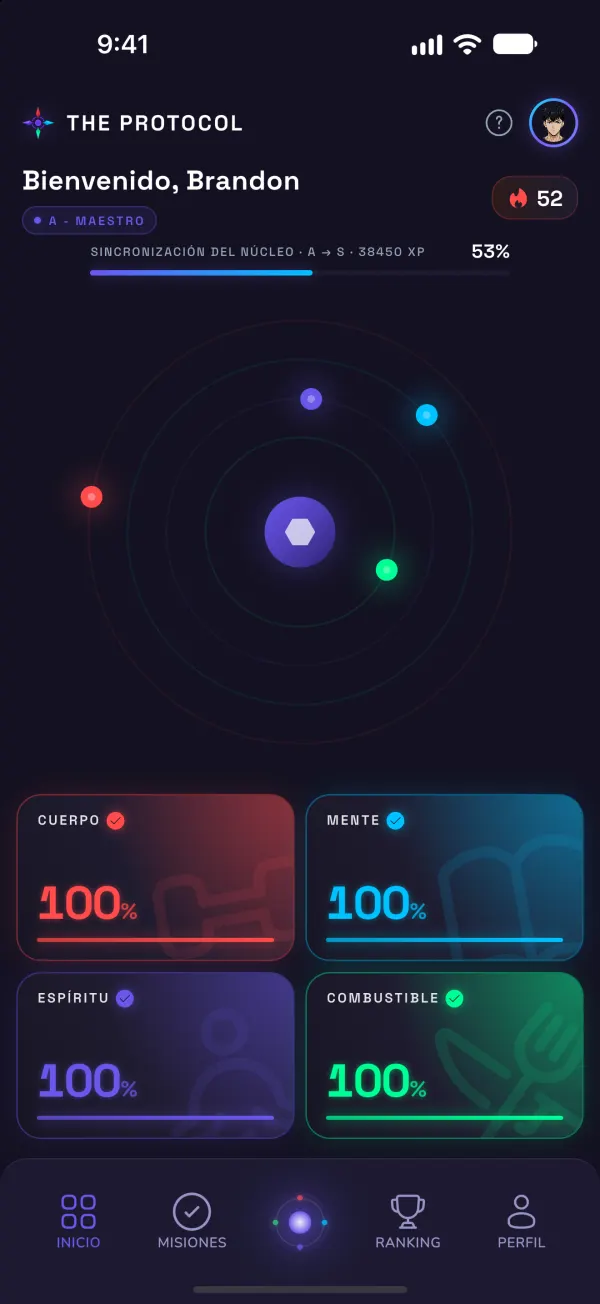 9:41
THE PROTOCOL
?
Bienvenido, Brandon
52
A - MAESTRO
SINCRONIZACIÓN DEL NÚCLEO · A → S · 38450 XP
53%
CUERPO
100%
MENTE
100%
ESPÍRITU
100%
COMBUSTIBLE
100%
INICIO
MISIONES
RANKING
PERFIL